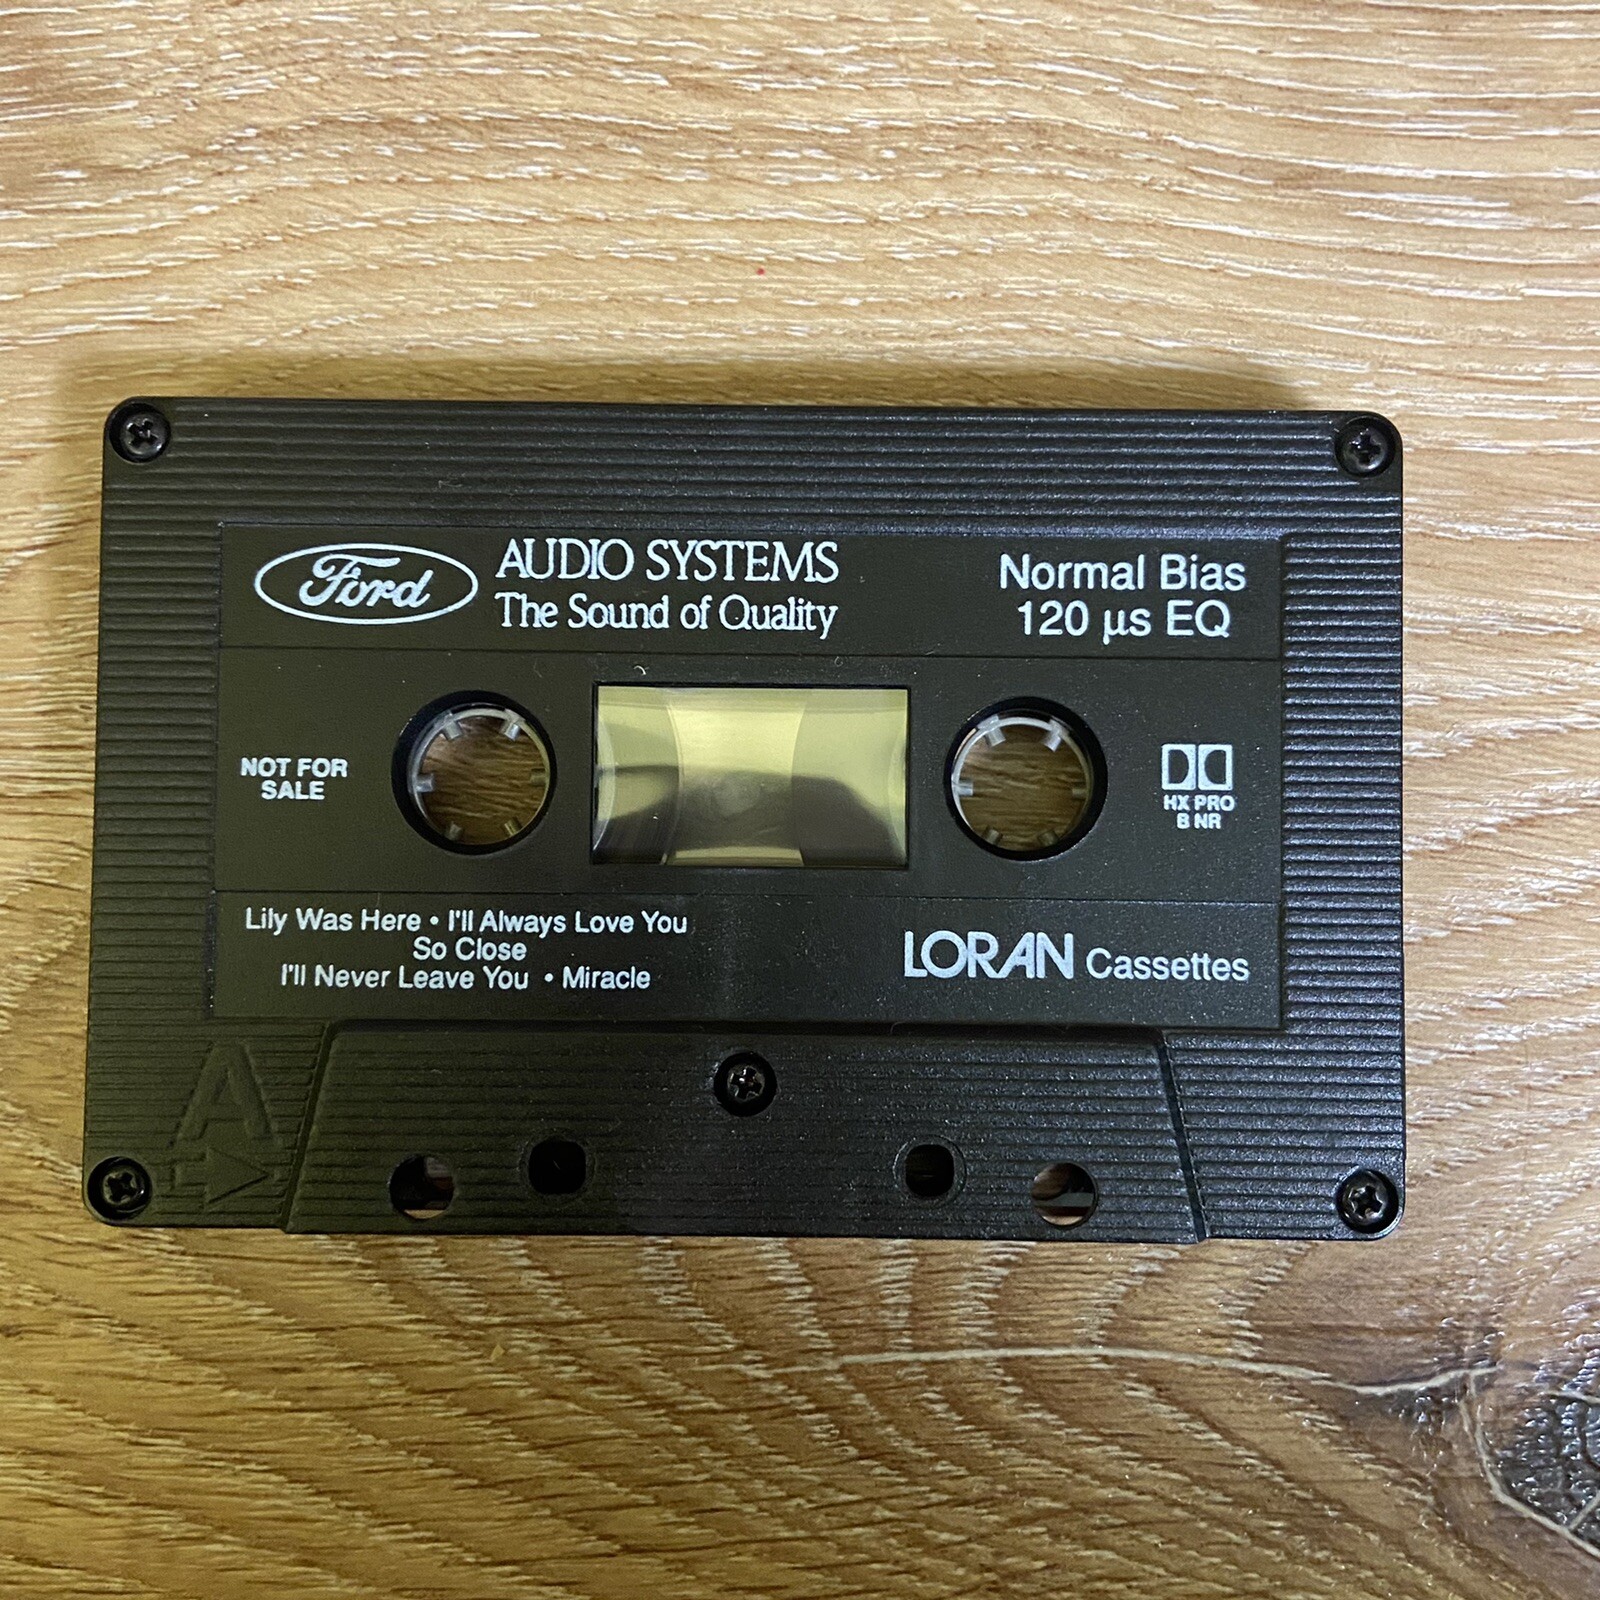 Ford
AUDIO SYSTEMS
The Sound of Quality
Normal Bias
120 µs EQ
NOT FOR
SALE
HX PRO
B NR
Lily Was Here • I'll Always Love You
So Close
I'll Never Leave You • Miracle
LORAN Cassettes
A